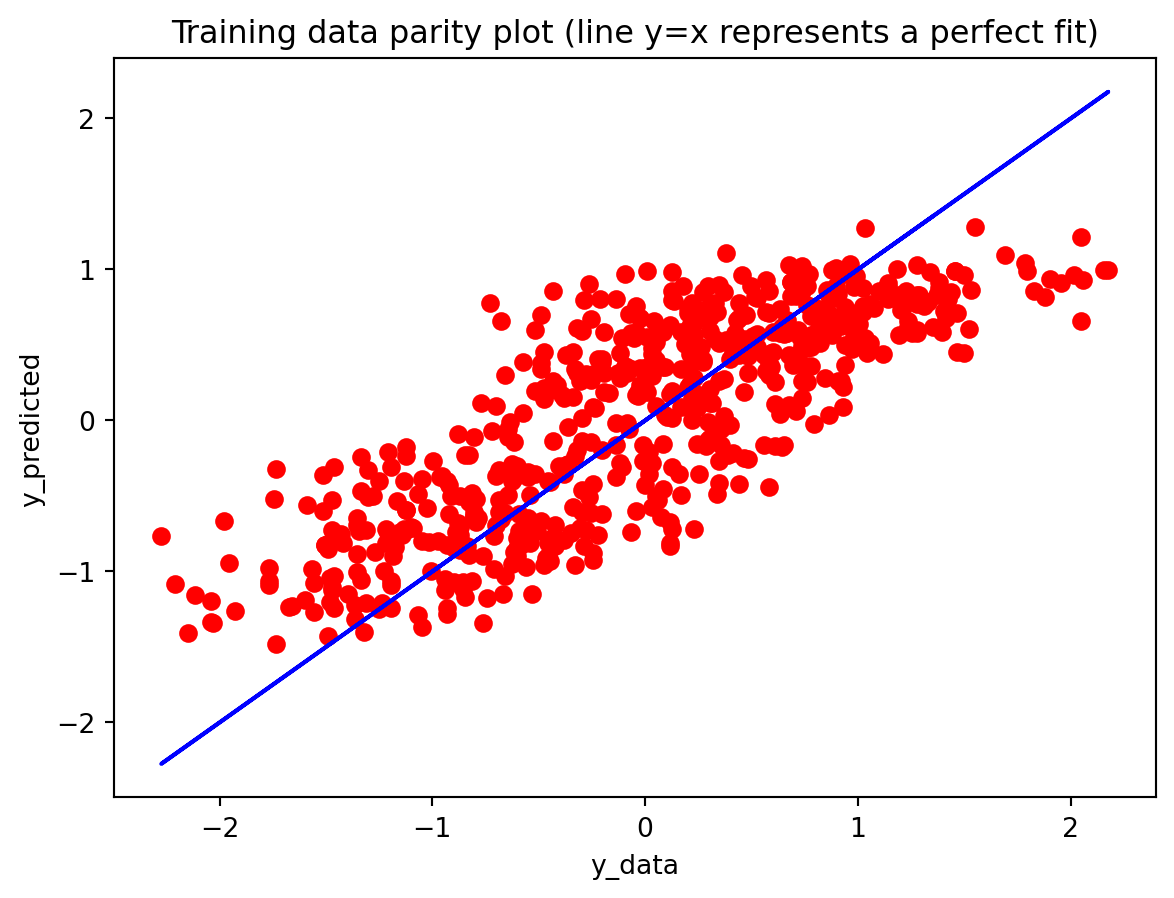 Training data parity plot (line y=x represents a perfect fit)
y_predicted
2
1
0
−1
−2
−2 −1 0 1 2
y_data